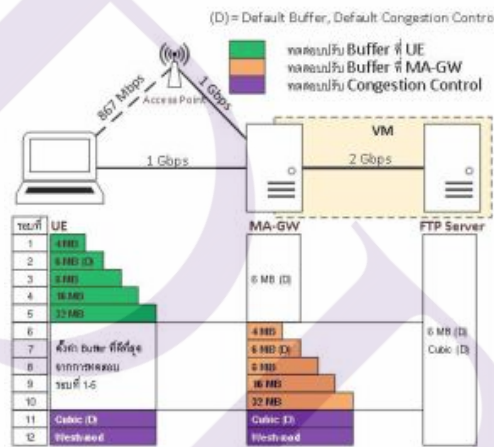 (D) = Default Buffer, Default Congestion Contro
ทดสอบปรับ Buffer ที่ UE
ทดสอบปรับ Buffer ที่ MA-GW
ทดสอบปรับ Congestion Control
867 Mbps
Access Point
1 Gbps
VM
1 Gbps
2 Gbps
รอบที่ UE MA-GW FTP Server
1 4 MB
2 6 MB (D)
3 8 MB
6 MB (D)
4 16 MB
5 32 MB
6 4 MB
6 MB (D)
7 ตั้งค่า Buffer ที่ดีที่สุด 6 MB (D)
Cubic (D)
8 จากการทดสอบ 8 MB
9 รอบที่ 1-5 16 MB
10 32 MB
11 Cubic (D) Cubic (D)
12 Westwood Westwood